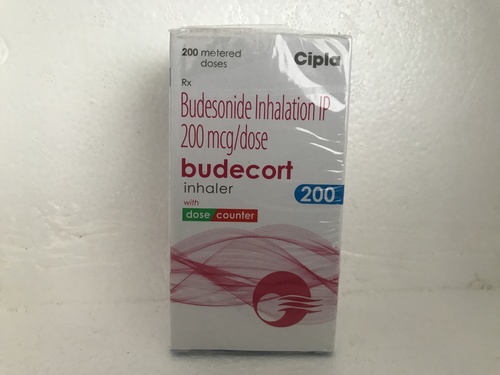 200 metered
doses
Cipla
Rx
Budesonide Inhalation IP
200 mcg/dose
budecort
inhaler
200
with
dose counter